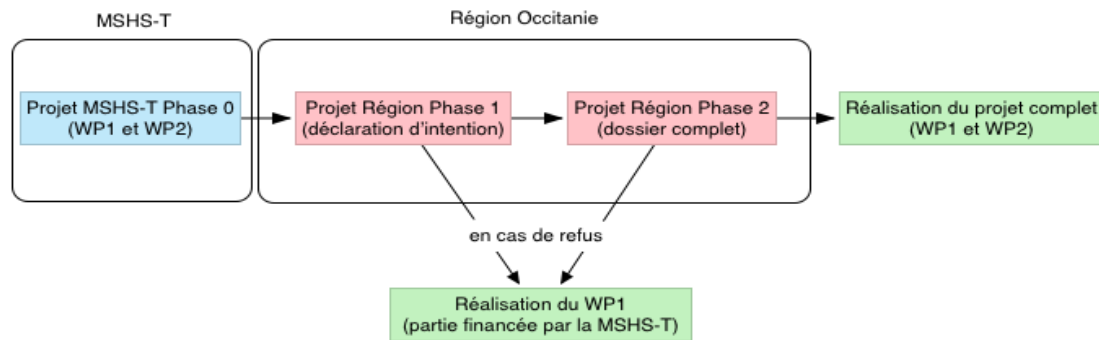 MSHS-T
Région Occitanie
Projet MSHS-T Phase 0
(WP1 et WP2)
Projet Région Phase 1
(déclaration d'intention)
Projet Région Phase 2
(dossier complet)
Réalisation du projet complet
(WP1 et WP2)
en cas de refus
Réalisation du WP1
(partie financée par la MSHS-T)